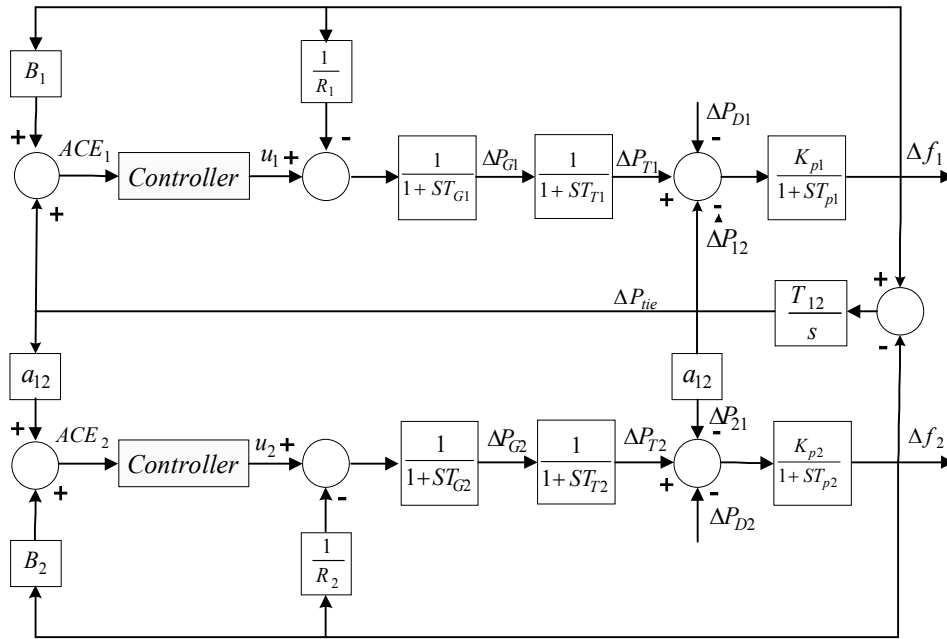 B₁
1/R₁
ΔP_D1
+
-
-
ACE₁
Controller
u₁
+
1/(1 + ST_G1)
ΔP_G1
1/(1 + ST_T1)
ΔP_T1
K_p1/(1 + ST_p1)
Δf₁
+
+
-
ΔP₁₂
+
ΔP_tie
T₁₂/s
-
a₁₂
a₁₂
+
ACE₂
Controller
u₂
+
1/(1+ST_G2)
ΔP_G2
1/(1+ST_T2)
ΔP_T2
-
ΔP₂₁
K_p2/(1+ST_p2)
Δf₂
+
-
+
-
ΔP_D2
B₂
1/R₂